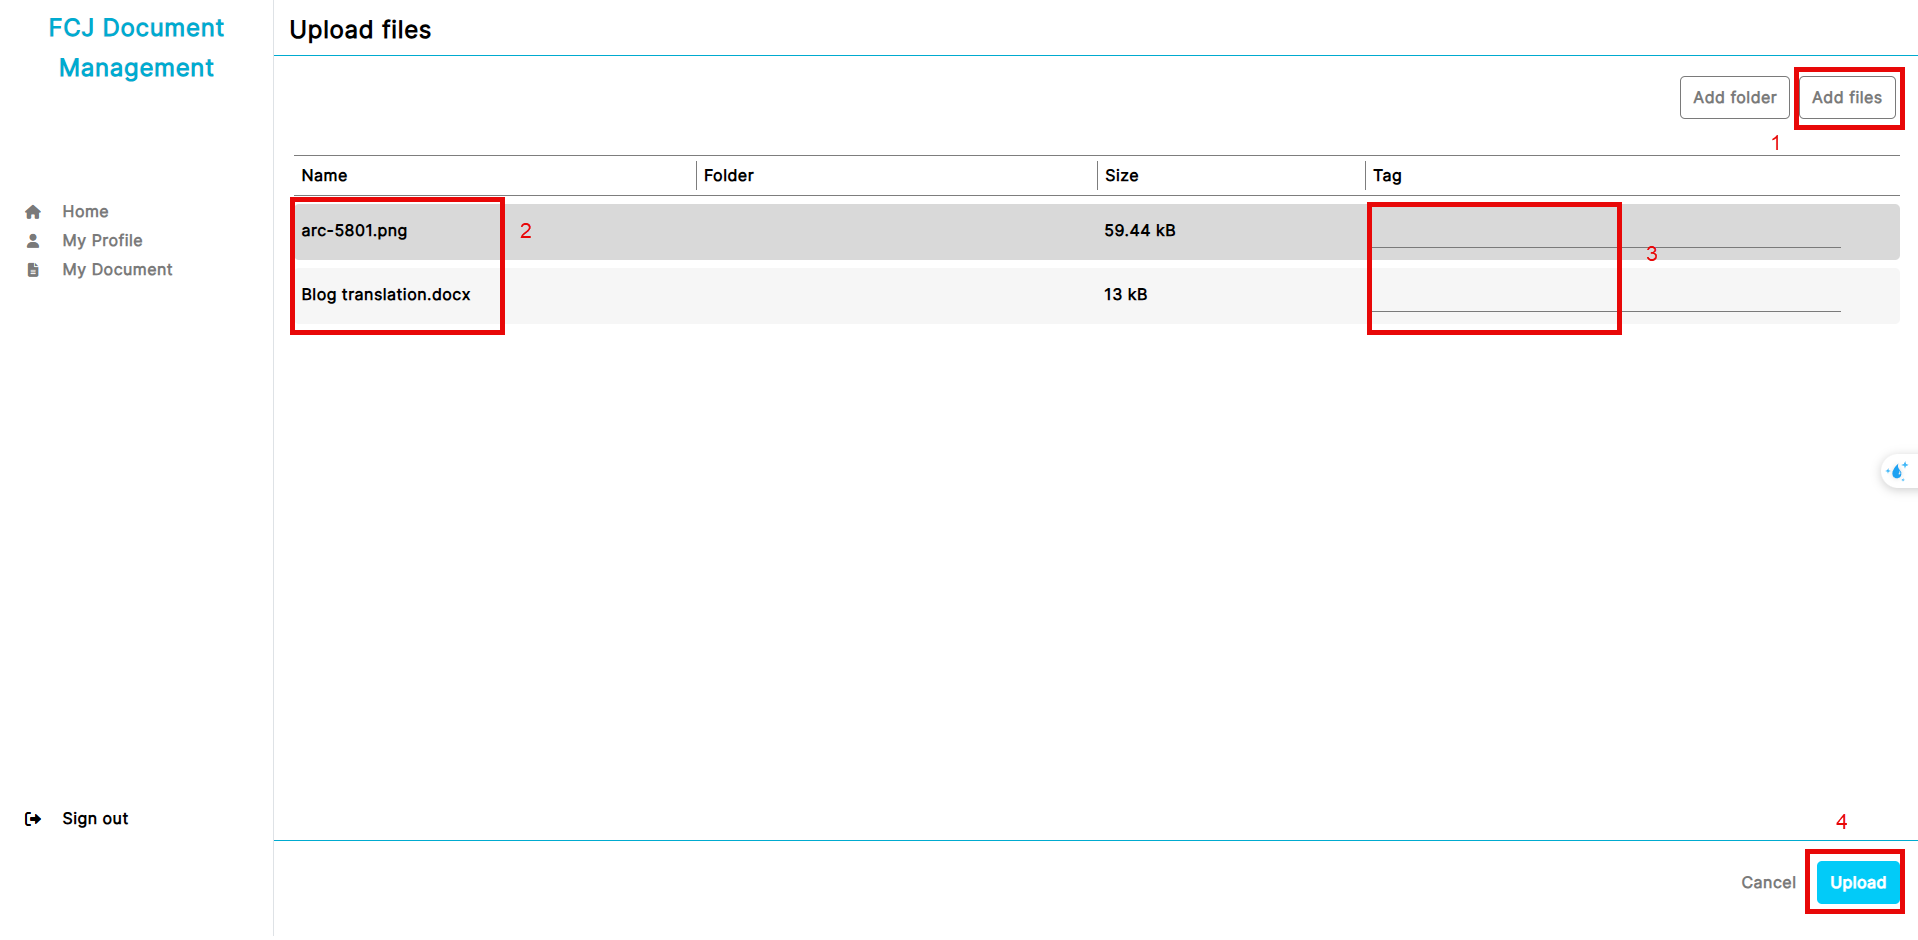 FCJ Document
Management
Upload files
Add folder
Add files
1
Name
Folder
Size
Tag
Home
My Profile
My Document
arc-5801.png
2
59.44 kB
3
Blog translation.docx
13 kB
Sign out
4
Cancel
Upload